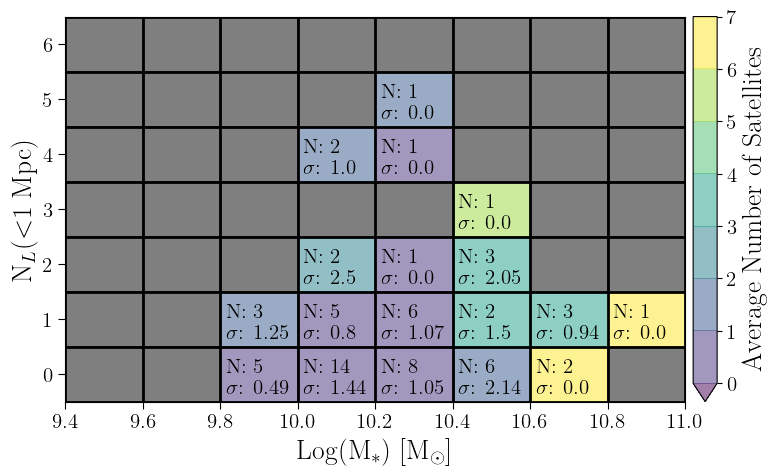 6
5
4
3
2
1
0
N_L(<1 Mpc)
N: 1
σ: 0.0
N: 2
σ: 1.0
N: 1
σ: 0.0
N: 1
σ: 0.0
N: 2
σ: 2.5
N: 1
σ: 0.0
N: 3
σ: 2.05
N: 3
σ: 1.25
N: 5
σ: 0.8
N: 6
σ: 1.07
N: 2
σ: 1.5
N: 3
σ: 0.94
N: 1
σ: 0.0
N: 5
σ: 0.49
N: 14
σ: 1.44
N: 8
σ: 1.05
N: 6
σ: 2.14
N: 2
σ: 0.0
9.4 9.6 9.8 10.0 10.2 10.4 10.6 10.8 11.0
Log(M_*) [M_⊙]
7
6
5
4
3
2
1
0
Average Number of Satellites